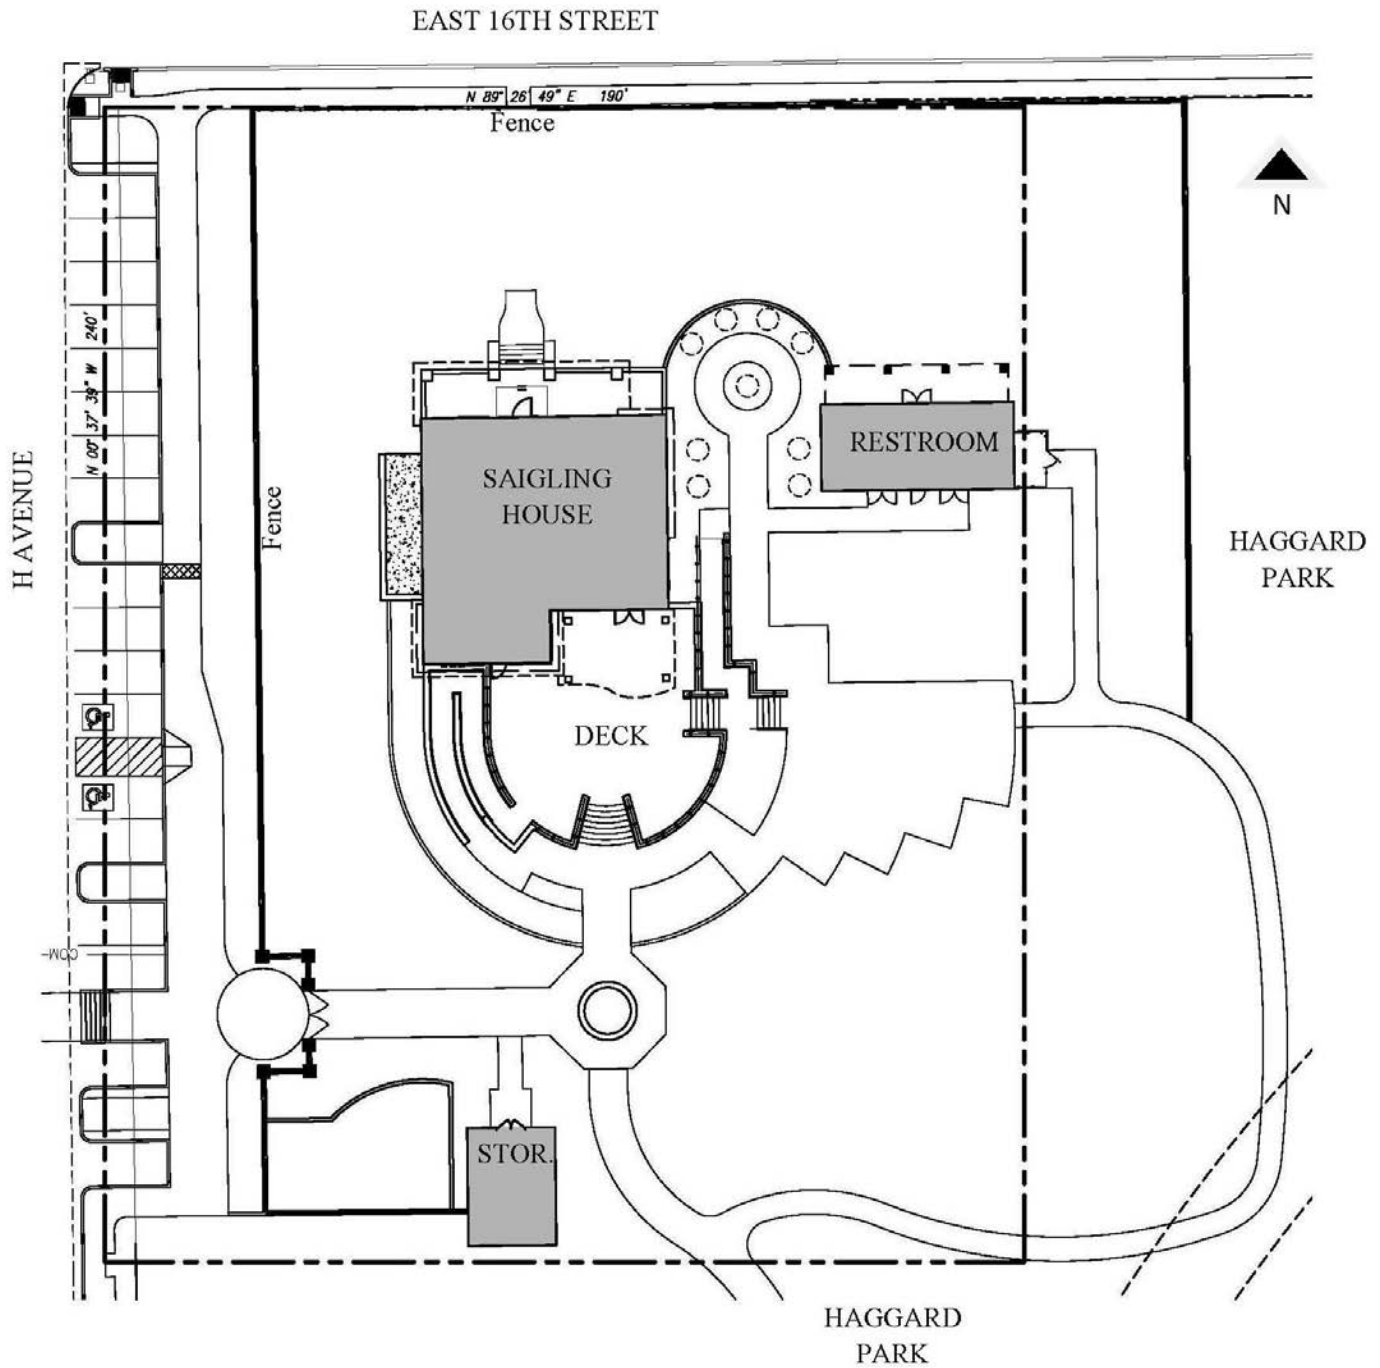 EAST 16TH STREET
N 89° 26' 49" E 190'
Fence
N
N 00° 37' 39" W 240'
H AVENUE
Fence
SAIGLING
HOUSE
RESTROOM
HAGGARD
PARK
DECK
COM-
STOR.
HAGGARD
PARK